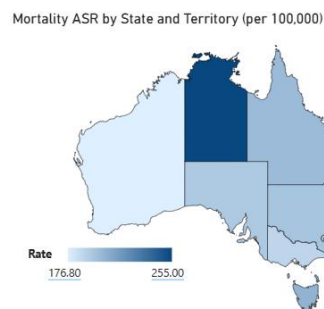 Mortality ASR by State and Territory (per 100,000)
Rate
176.80 255.00